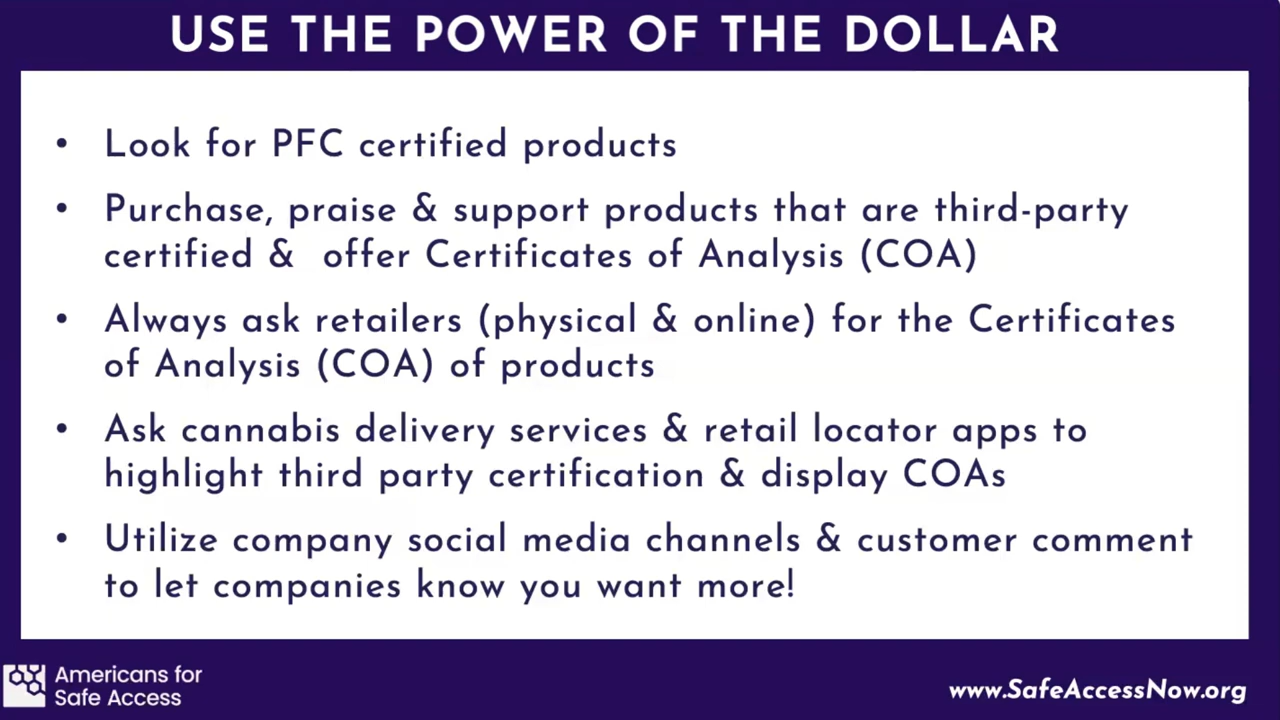 USE THE POWER OF THE DOLLAR
• Look for PFC certified products
• Purchase, praise & support products that are third-party
certified & offer Certificates of Analysis (COA)
• Always ask retailers (physical & online) for the Certificates
of Analysis (COA) of products
• Ask cannabis delivery services & retail locator apps to
highlight third party certification & display COAs
• Utilize company social media channels & customer comment
to let companies know you want more!
Americans for
Safe Access
www.SafeAccessNow.org